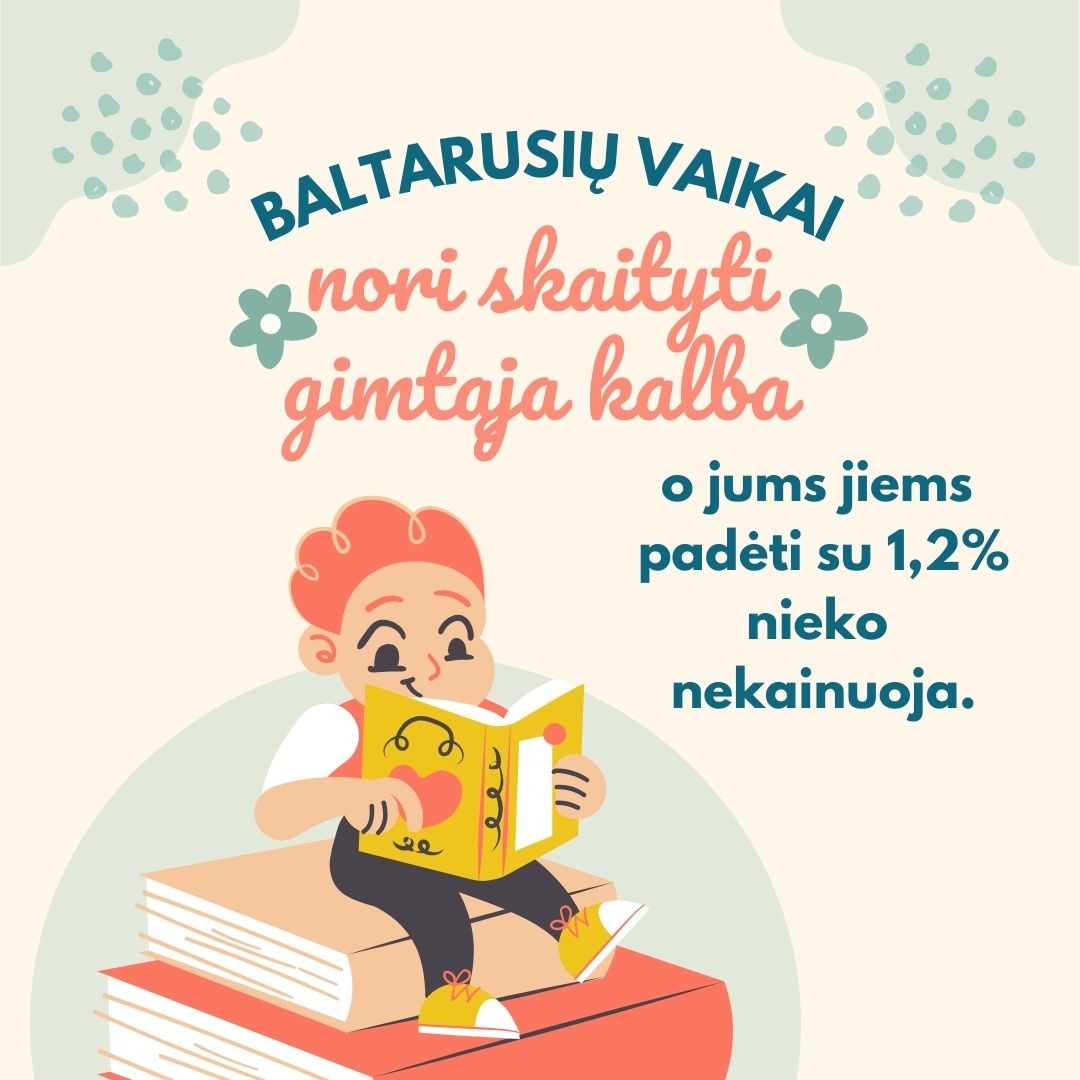 BALTARUSIŲ VAIKAI
nori skaityti
gimtąja kalba
o jums jiems
padėti su 1,2%
nieko
nekainuoja.